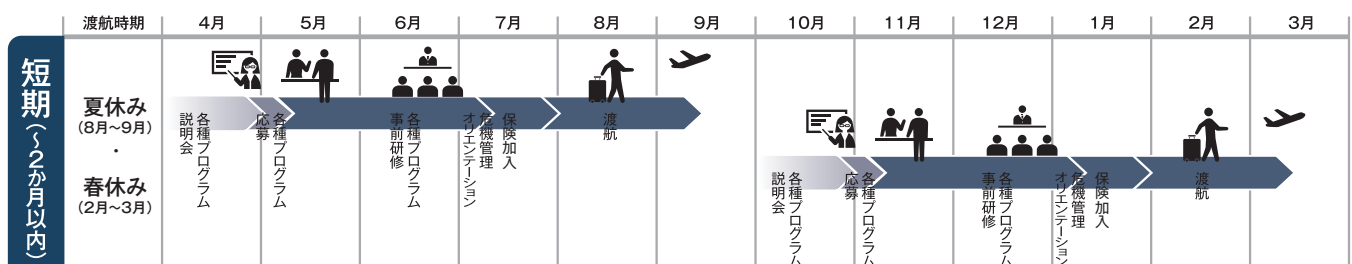 渡航時期
4月
5月
6月
7月
8月
9月
10月
11月
12月
1月
2月
3月
短期(~2か月以内)
夏休み
(8月~9月)
・
春休み
(2月~3月)
各種プログラム
説明会
各種プログラム
応募
各種プログラム
事前研修
危機管理
オリエンテーション
保険加入
渡航
各種プログラム
説明会
各種プログラム
応募
各種プログラム
事前研修
危機管理
オリエンテーション
保険加入
渡航